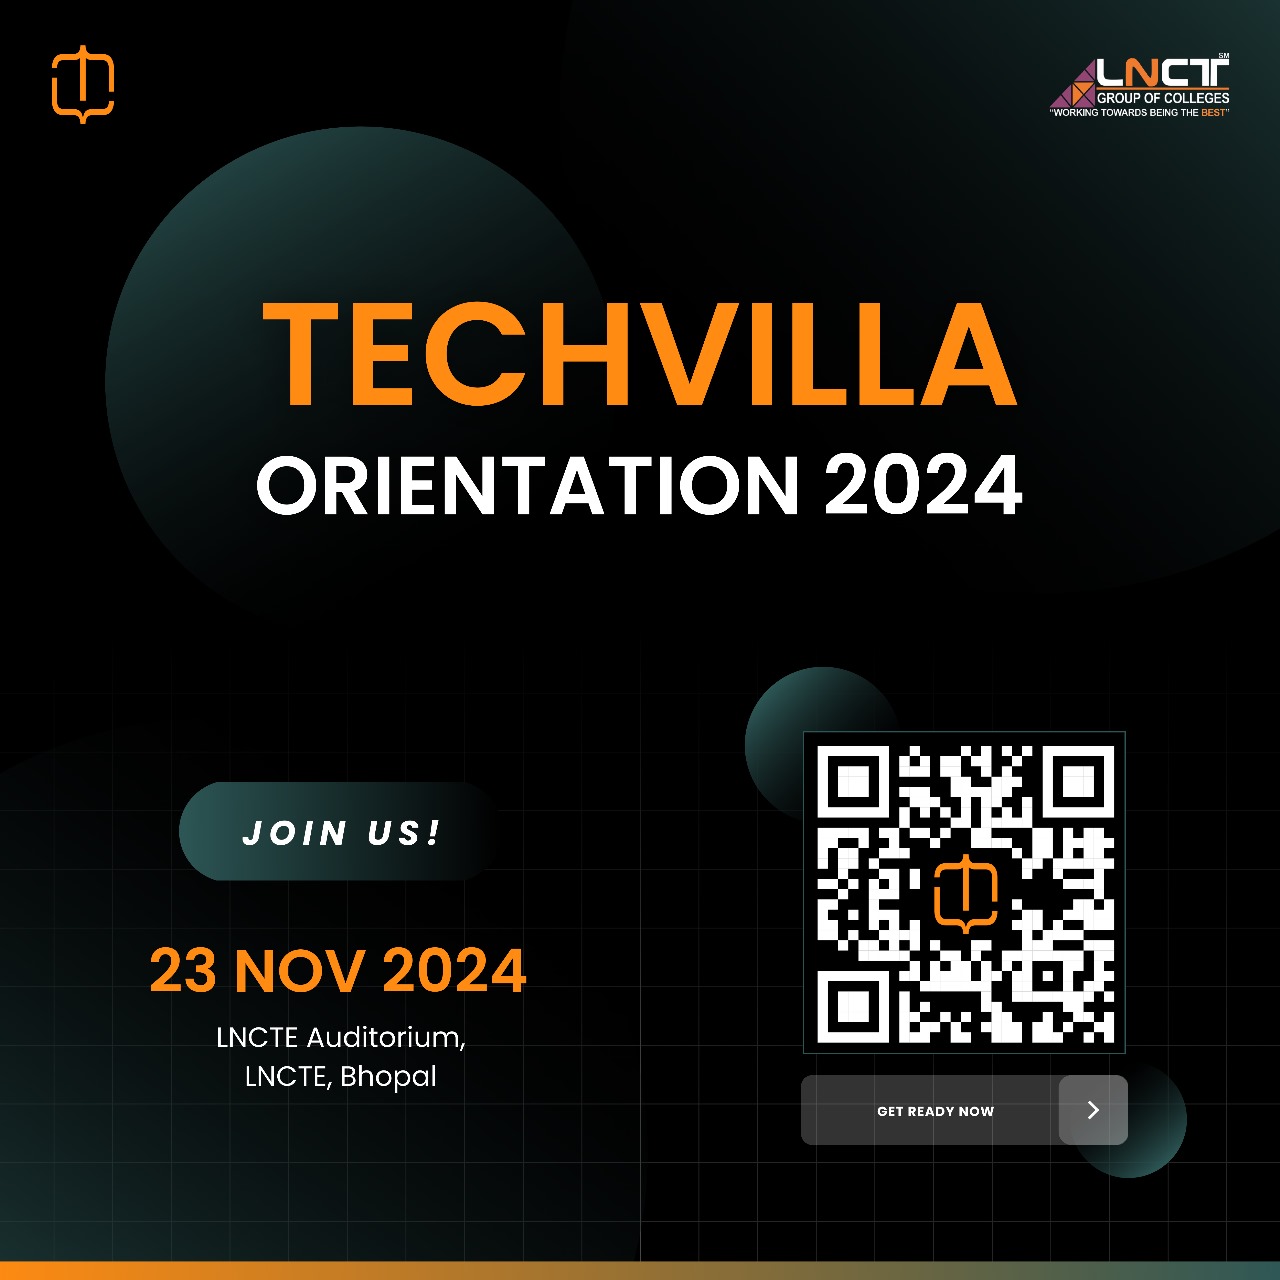 LNCT SM
GROUP OF COLLEGES
"WORKING TOWARDS BEING THE BEST"
TECHVILLA
ORIENTATION 2024
JOIN US!
23 NOV 2024
LNCTE Auditorium,
LNCTE, Bhopal
GET READY NOW